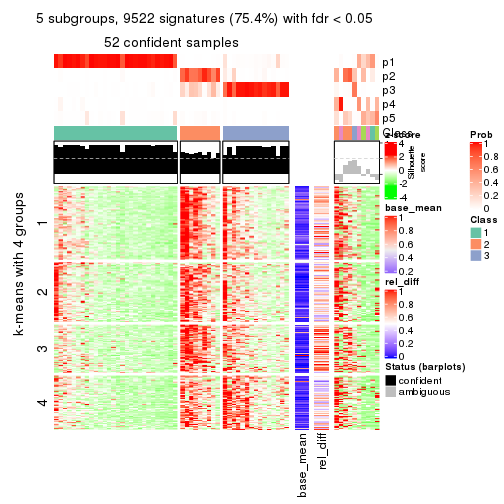 5 subgroups, 9522 signatures (75.4%) with fdr < 0.05
52 confident samples
p1
p2
p3
p4
p5
Class
z-score
4
2
0
-2
-4
Silhouette
score
Prob
1
0.8
0.6
0.4
0.2
0
base_mean
1
0.8
0.6
0.4
0.2
Class
1
2
3
rel_diff
1
0.8
0.6
0.4
0.2
0
Status (barplots)
confident
ambiguous
k-means with 4 groups
1
2
3
4
base_mean
rel_diff